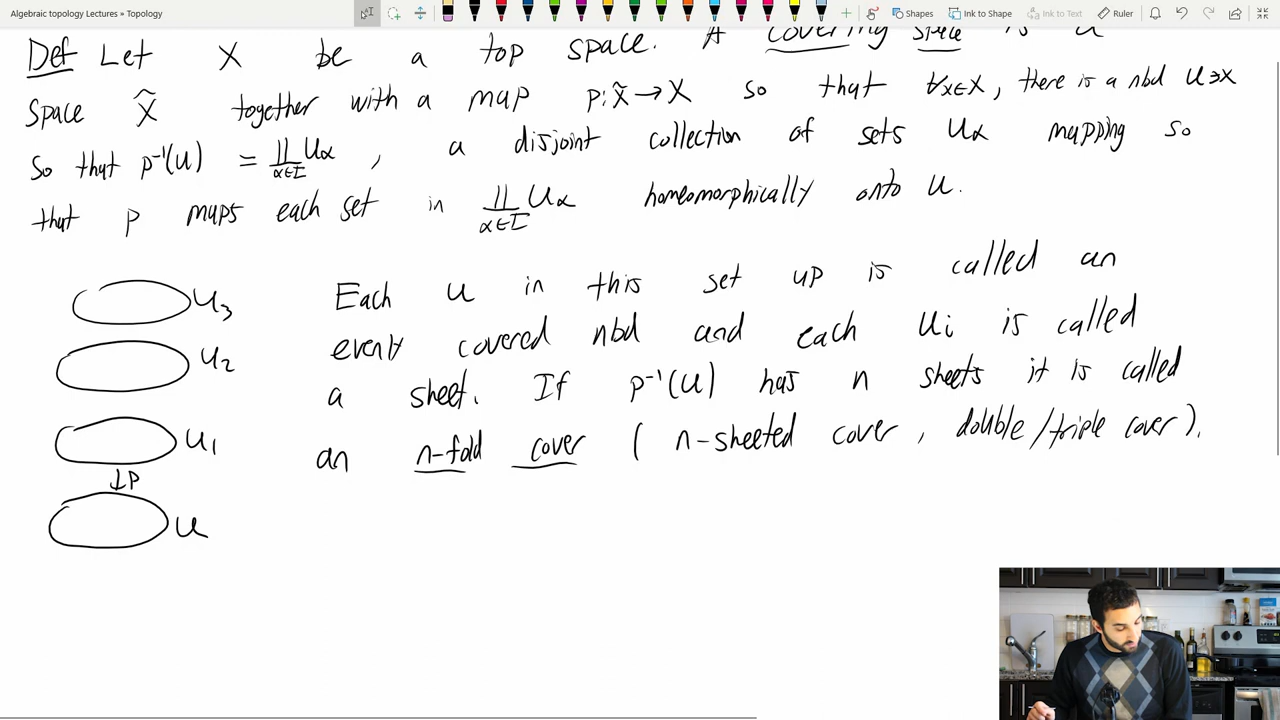 Algebraic topology Lectures » Topology
Shapes
Ink to Shape
Ink to Text
Ruler
Def Let X be a top space. A covering space is a
space X̃ together with a map p: X̃ → X so that ∀x∈X, there is a nbd U∋x
so that p⁻¹(U) = ∐ Uα, a disjoint collection of sets Uα mapping so
α∈I
that p maps each set in ∐ Uα homeomorphically onto U.
α∈I
U₃
U₂
U₁
↓p
U
Each U in this set up is called an
evenly covered nbd and each Ui is called
a sheet. If p⁻¹(U) has n sheets it is called
an n-fold cover ( n-sheeted cover, double/triple cover).